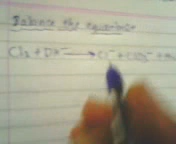 Balance the equation
Cl₂ + OH⁻ ⟶ Cl⁻ + ClO₃⁻ +